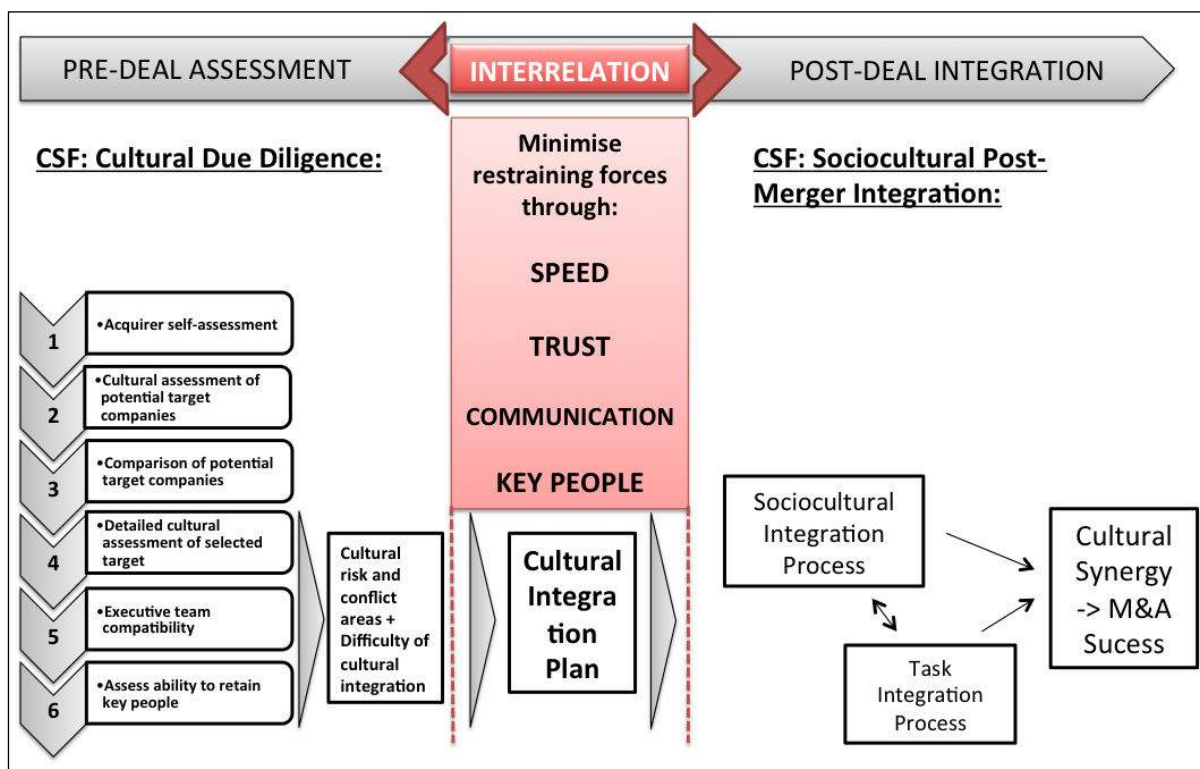 PRE-DEAL ASSESSMENT
INTERRELATION
POST-DEAL INTEGRATION
CSF: Cultural Due Diligence:
Minimise
restraining forces
through:
SPEED
TRUST
COMMUNICATION
KEY PEOPLE
CSF: Sociocultural Post-
Merger Integration:
1
•Acquirer self-assessment
2
•Cultural assessment of
potential target
companies
3
•Comparison of potential
target companies
4
•Detailed cultural
assessment of selected
target
5
•Executive team
compatibility
6
•Assess ability to retain
key people
Cultural
risk and
conflict
areas +
Difficulty of
cultural
integration
Cultural
Integra
tion
Plan
Sociocultural
Integration
Process
Task
Integration
Process
Cultural
Synergy
-> M&A
Sucess